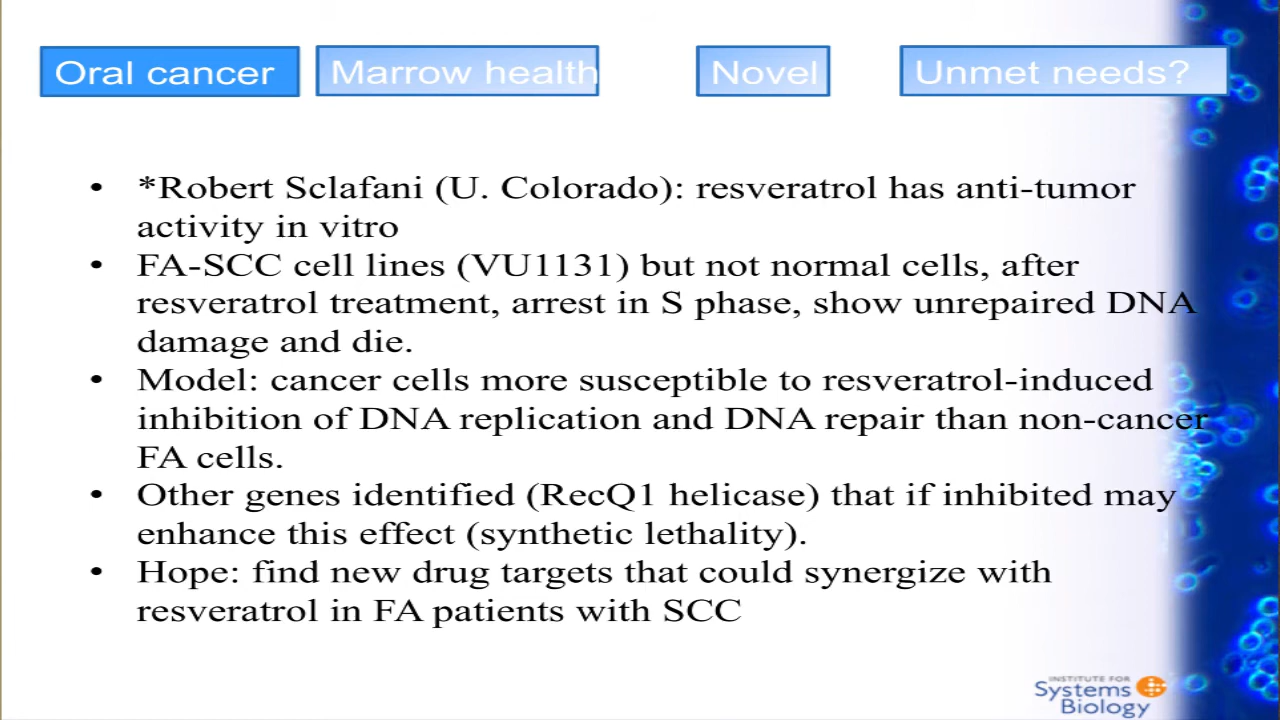 Oral cancer
Marrow health
Novel
Unmet needs?
• *Robert Sclafani (U. Colorado): resveratrol has anti-tumor
activity in vitro
• FA-SCC cell lines (VU1131) but not normal cells, after
resveratrol treatment, arrest in S phase, show unrepaired DNA
damage and die.
• Model: cancer cells more susceptible to resveratrol-induced
inhibition of DNA replication and DNA repair than non-cancer
FA cells.
• Other genes identified (RecQ1 helicase) that if inhibited may
enhance this effect (synthetic lethality).
• Hope: find new drug targets that could synergize with
resveratrol in FA patients with SCC
INSTITUTE FOR
Systems
Biology